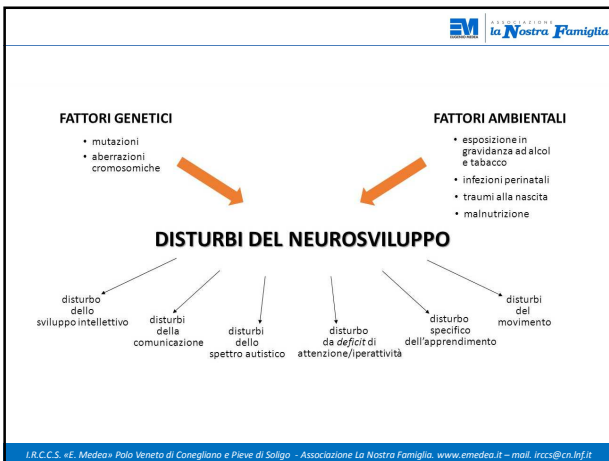 ASSOCIAZIONE
la Nostra Famiglia
FATTORI GENETICI
• mutazioni
• aberrazioni
cromosomiche
FATTORI AMBIENTALI
• esposizione in
gravidanza ad alcol
e tabacco
• infezioni perinatali
• traumi alla nascita
• malnutrizione
DISTURBI DEL NEUROSVILUPPO
disturbo
dello
sviluppo intellettivo
disturbi
della
comunicazione
disturbi
dello
spettro autistico
disturbo
da deficit di
attenzione/iperattività
disturbo
specifico
dell'apprendimento
disturbi
del
movimento
I.R.C.C.S. «E. Medea» Polo Veneto di Conegliano e Pieve di Soligo - Associazione La Nostra Famiglia. www.emedea.it – mail. irccs@cn.lnf.it